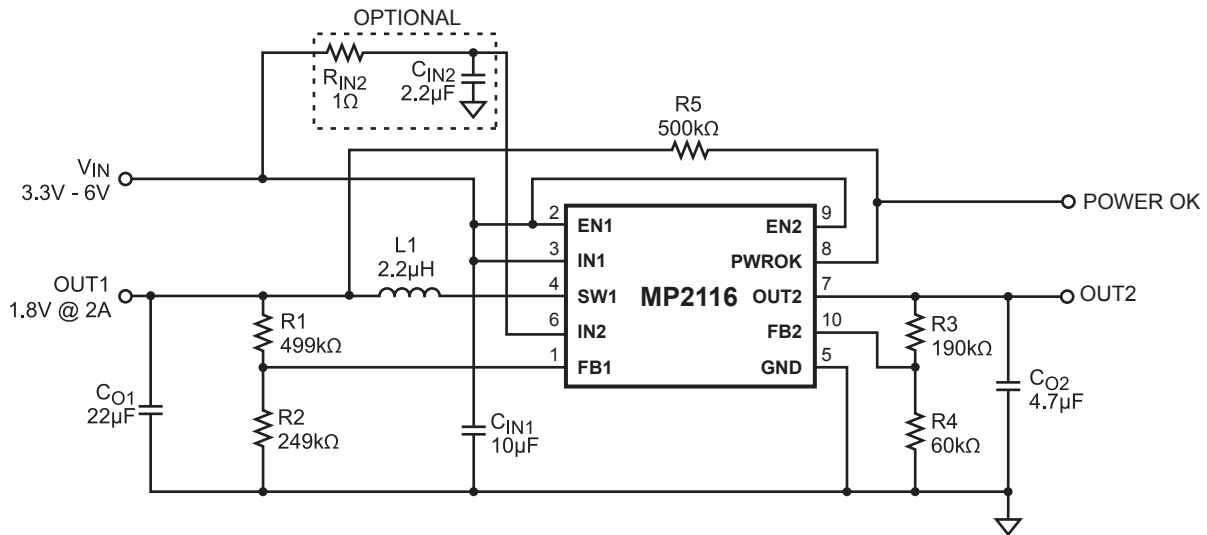 OPTIONAL
RIN2
1Ω
CIN2
2.2µF
R5
500kΩ
VIN
3.3V - 6V
POWER OK
2
EN1
9
EN2
3
IN1
8
PWROK
L1
2.2µH
OUT1
1.8V @ 2A
4
SW1
MP2116
7
OUT2
OUT2
6
IN2
10
FB2
1
FB1
5
GND
R1
499kΩ
R3
190kΩ
CO1
22µF
R2
249kΩ
CIN1
10µF
R4
60kΩ
CO2
4.7µF